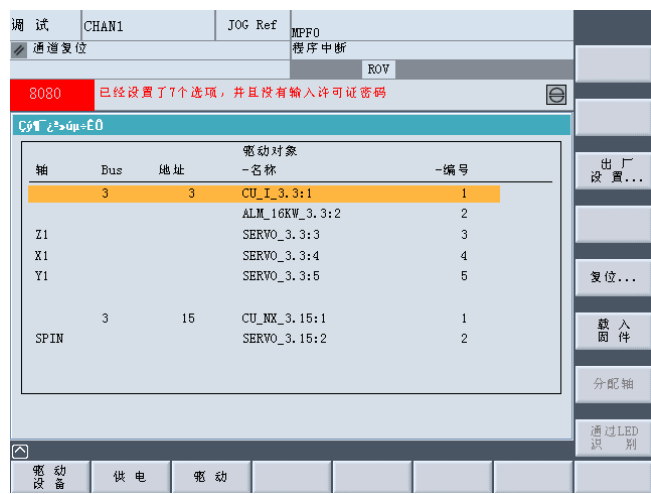 调 试 CHAN1 JOG Ref MPF0
通道复位 程序中断
ROV
8080 已经设置了7个选项，并且没有输入许可证密码
驱动对象
轴 Bus 地址 -名称 -编号
3 3 CU_I_3.3:1 1
ALM_16KW_3.3:2 2
Z1 SERVO_3.3:3 3
X1 SERVO_3.3:4 4
Y1 SERVO_3.3:5 5
3 15 CU_NX_3.15:1 1
SPIN SERVO_3.15:2 2
出 厂
设 置...
复位...
载 入
固 件
分配轴
通过LED
识 别
驱 动
设 备
供 电
驱 动